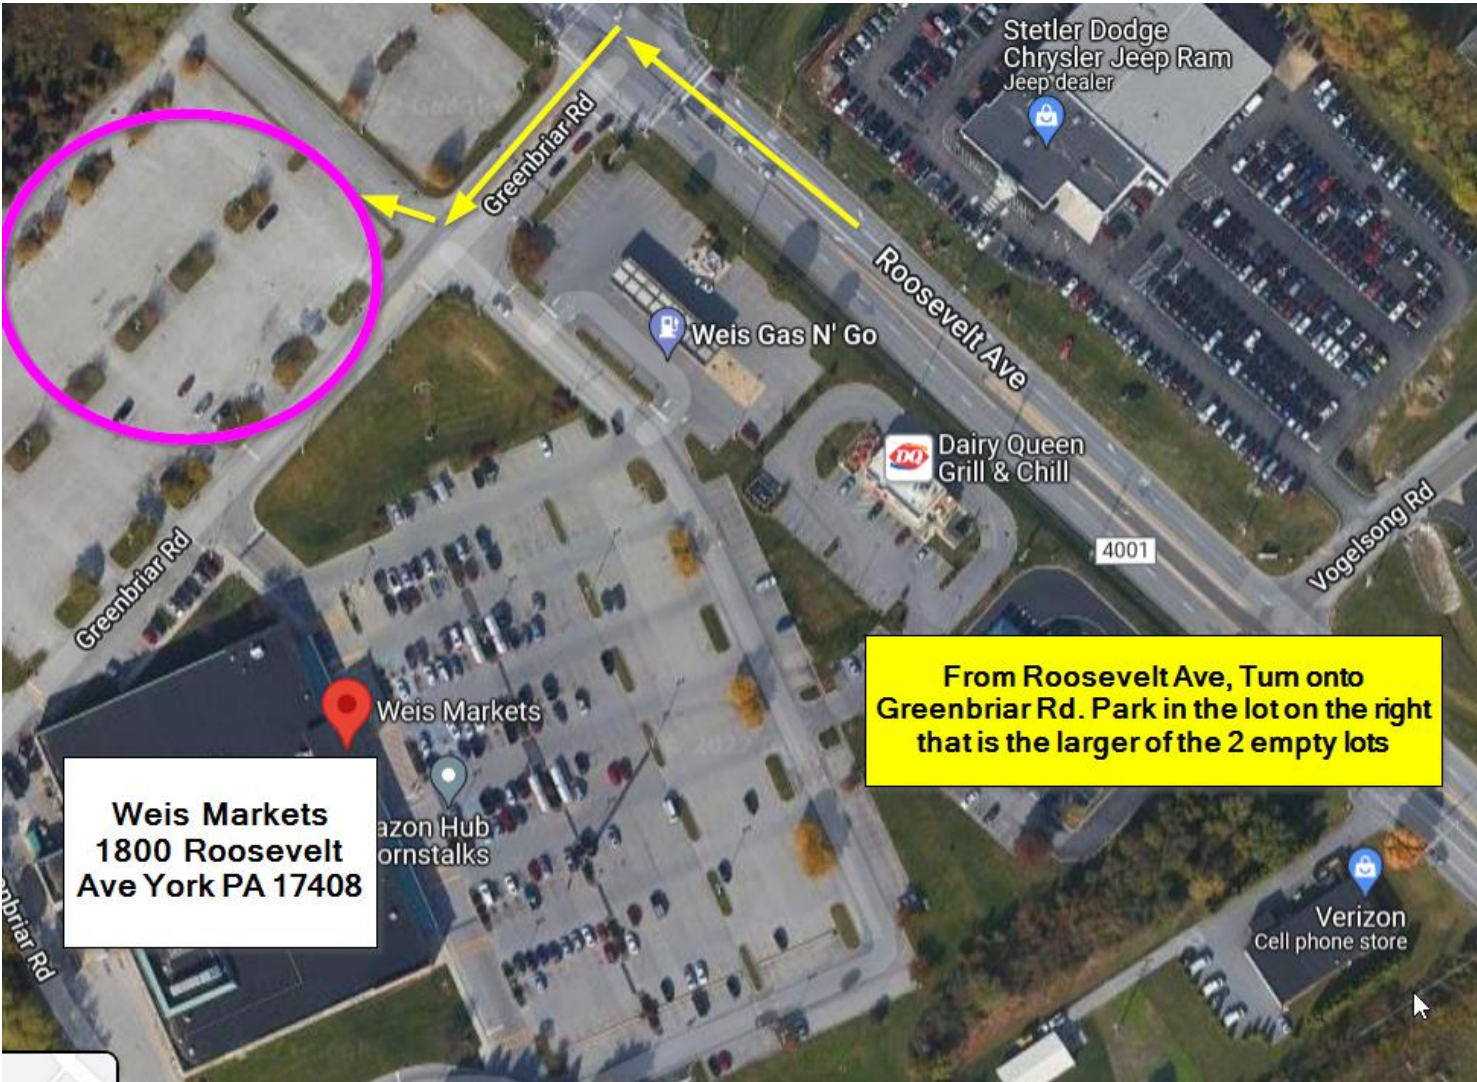 Stetler Dodge
Chrysler Jeep Ram
Jeep dealer
Greenbriar Rd
Roosevelt Ave
Weis Gas N' Go
DQ
Dairy Queen
Grill & Chill
4001
Vogelsong Rd
Greenbriar Rd
From Roosevelt Ave, Turn onto
Greenbriar Rd. Park in the lot on the right
that is the larger of the 2 empty lots
Weis Markets
azon Hub
ornstalks
Weis Markets
1800 Roosevelt
Ave York PA 17408
nbriar Rd
Verizon
Cell phone store